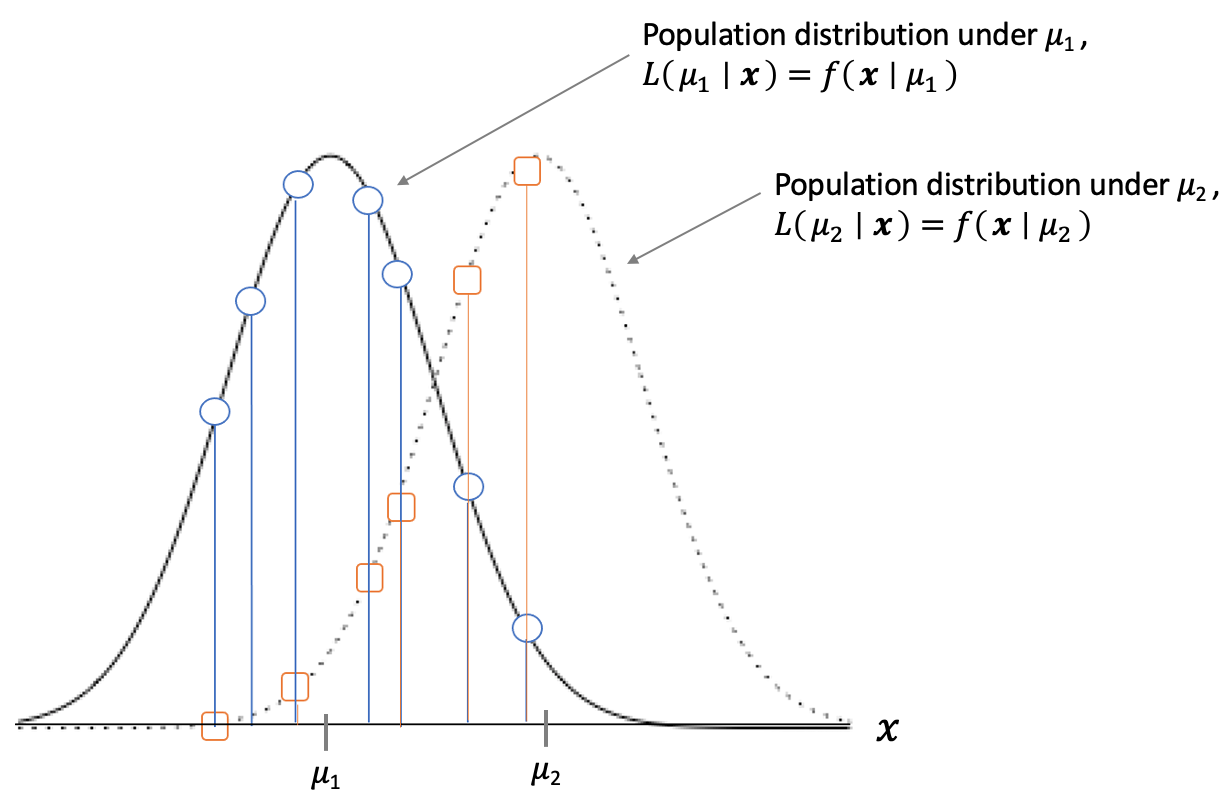 Population distribution under μ₁,
L(μ₁ | x) = f(x | μ₁)
Population distribution under μ₂,
L(μ₂ | x) = f(x | μ₂)
x
μ₁
μ₂